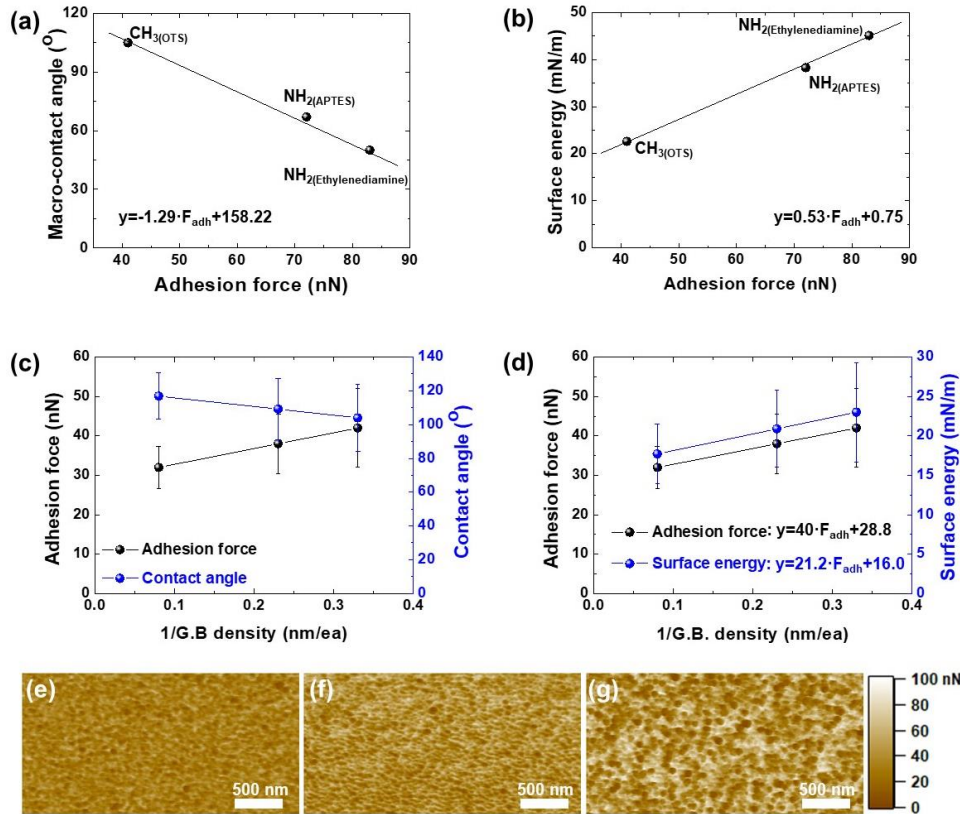 (a)
Macro-contact angle (º)
120
90
60
30
0
CH3(OTS)
NH2(APTES)
NH2(Ethylenediamine)
y=-1.29·Fadh+158.22
40 50 60 70 80 90
Adhesion force (nN)
(b)
Surface energy (mN/m)
50
40
30
20
10
0
NH2(Ethylenediamine)
NH2(APTES)
CH3(OTS)
y=0.53·Fadh+0.75
40 50 60 70 80 90
Adhesion force (nN)
(c)
Adhesion foce (nN)
60
50
40
30
20
10
0
Adhesion force
Contact angle
140
120
100
80
60
40
20
0
Contact angle (º)
0.0 0.1 0.2 0.3 0.4
1/G.B density (nm/ea)
(d)
Adhesion force (nN)
60
50
40
30
20
10
0
Adhesion force: y=40·Fadh+28.8
Surface energy: y=21.2·Fadh+16.0
30
25
20
15
10
5
0
Surface energy (mN/m)
0.0 0.1 0.2 0.3 0.4
1/G.B. density (nm/ea)
(e)
500 nm
(f)
500 nm
(g)
500 nm
100 nN
80
60
40
20
0